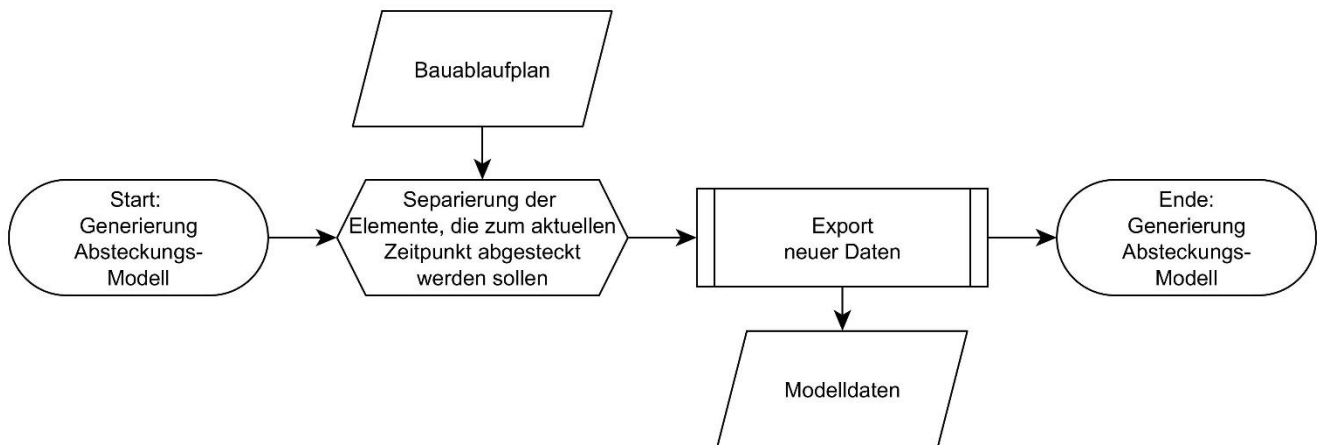 Bauablaufplan
Start:
Generierung
Absteckungs-
Modell
Separierung der
Elemente, die zum aktuellen
Zeitpunkt abgesteckt
werden sollen
Export
neuer Daten
Ende:
Generierung
Absteckungs-
Modell
Modelldaten